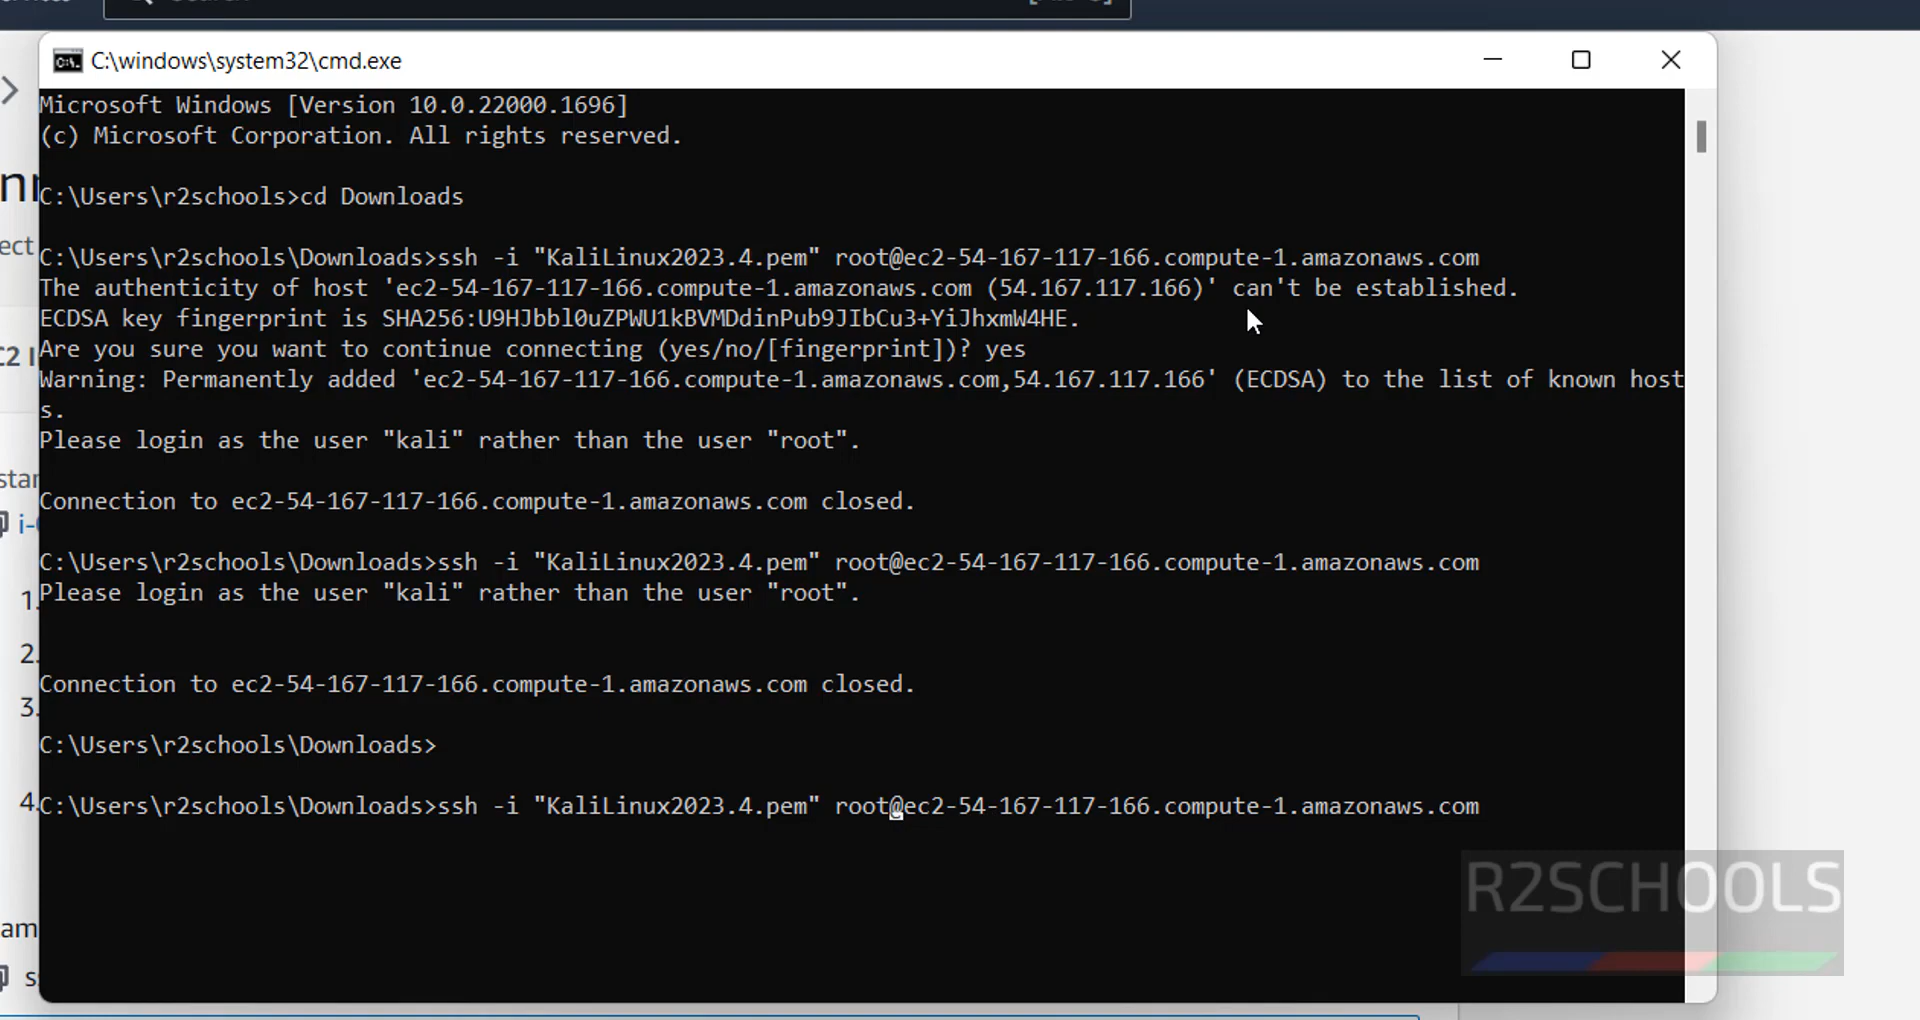 C:\windows\system32\cmd.exe
Microsoft Windows [Version 10.0.22000.1696]
(c) Microsoft Corporation. All rights reserved.
C:\Users\r2schools>cd Downloads
C:\Users\r2schools\Downloads>ssh -i "KaliLinux2023.4.pem" root@ec2-54-167-117-166.compute-1.amazonaws.com
The authenticity of host 'ec2-54-167-117-166.compute-1.amazonaws.com (54.167.117.166)' can't be established.
ECDSA key fingerprint is SHA256:U9HJbbl0uZPWU1kBVMDdinPub9JIbCu3+YiJhxmW4HE.
Are you sure you want to continue connecting (yes/no/[fingerprint])? yes
Warning: Permanently added 'ec2-54-167-117-166.compute-1.amazonaws.com,54.167.117.166' (ECDSA) to the list of known host
s.
Please login as the user "kali" rather than the user "root".
Connection to ec2-54-167-117-166.compute-1.amazonaws.com closed.
C:\Users\r2schools\Downloads>ssh -i "KaliLinux2023.4.pem" root@ec2-54-167-117-166.compute-1.amazonaws.com
Please login as the user "kali" rather than the user "root".
Connection to ec2-54-167-117-166.compute-1.amazonaws.com closed.
C:\Users\r2schools\Downloads>
C:\Users\r2schools\Downloads>ssh -i "KaliLinux2023.4.pem" root@ec2-54-167-117-166.compute-1.amazonaws.com
1.
2.
3.
4.
R2SCHOOLS